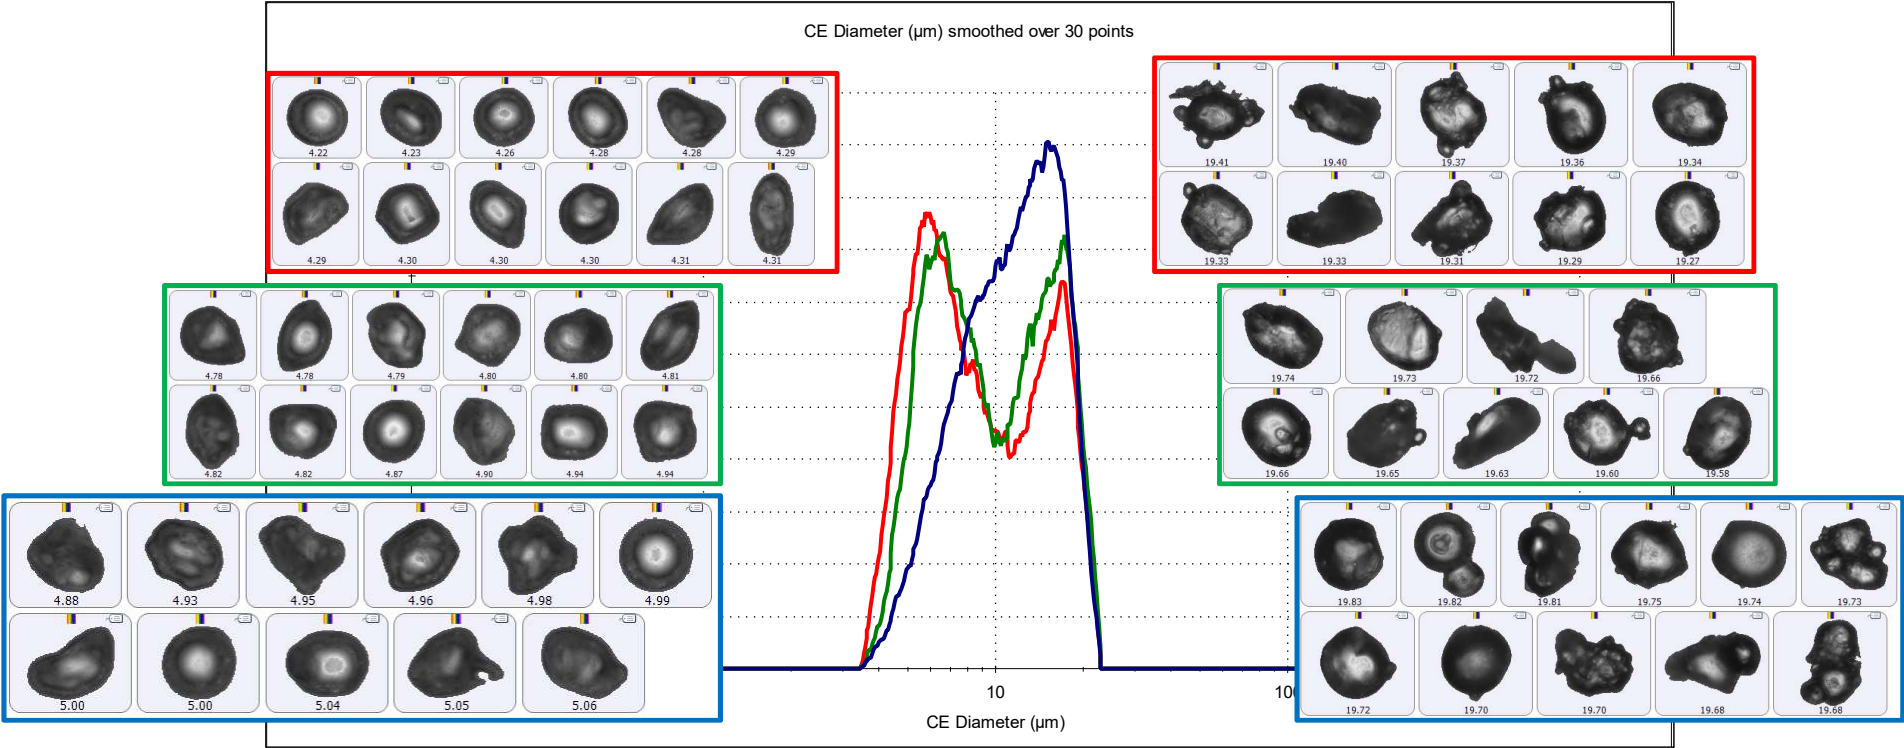 CE Diameter (µm) smoothed over 30 points
4.22 4.23 4.26 4.28 4.28 4.29
4.29 4.30 4.30 4.30 4.31 4.31
19.41 19.40 19.37 19.36 19.34
19.33 19.33 19.31 19.29 19.27
4.78 4.78 4.79 4.80 4.80 4.81
4.82 4.82 4.87 4.90 4.94 4.94
19.74 19.73 19.72 19.66
19.66 19.65 19.63 19.60 19.58
4.88 4.93 4.95 4.96 4.98 4.99
5.00 5.00 5.04 5.05 5.06
19.83 19.82 19.81 19.75 19.74 19.73
19.72 19.70 19.70 19.68 19.68
10 100
CE Diameter (µm)